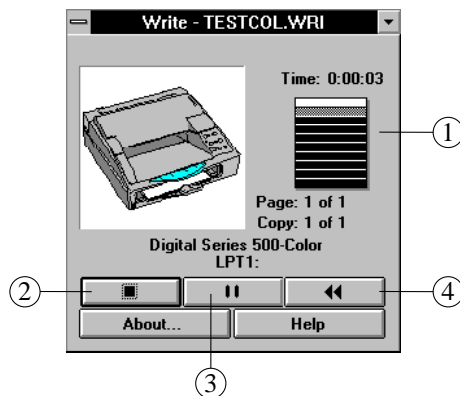 Write - TESTCOL.WRI
Time: 0:00:03
1
Page: 1 of 1
Copy: 1 of 1
Digital Series 500-Color
LPT1:
2
4
About...
Help
3